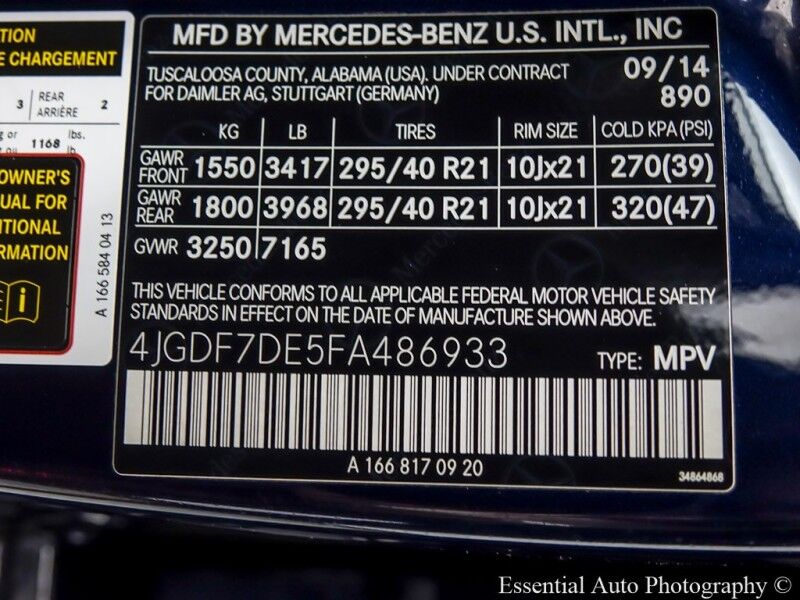 TION
E CHARGEMENT
3 REAR ARRIÈRE 2
1168 lbs.
OWNER'S
UAL FOR
ITIONAL
RMATION
i
A 166 584 04 13
MFD BY MERCEDES-BENZ U.S. INTL., INC
TUSCALOOSA COUNTY, ALABAMA (USA). UNDER CONTRACT
FOR DAIMLER AG, STUTTGART (GERMANY)
09/14
890
KG LB TIRES RIM SIZE COLD KPA (PSI)
GAWR FRONT 1550 3417 295/40 R21 10Jx21 270(39)
GAWR REAR 1800 3968 295/40 R21 10Jx21 320(47)
GVWR 3250 7165
THIS VEHICLE CONFORMS TO ALL APPLICABLE FEDERAL MOTOR VEHICLE SAFETY
STANDARDS IN EFFECT ON THE DATE OF MANUFACTURE SHOWN ABOVE.
4JGDF7DE5FA486933 TYPE: MPV
A 166 817 09 20
34864868
Essential Auto Photography ©